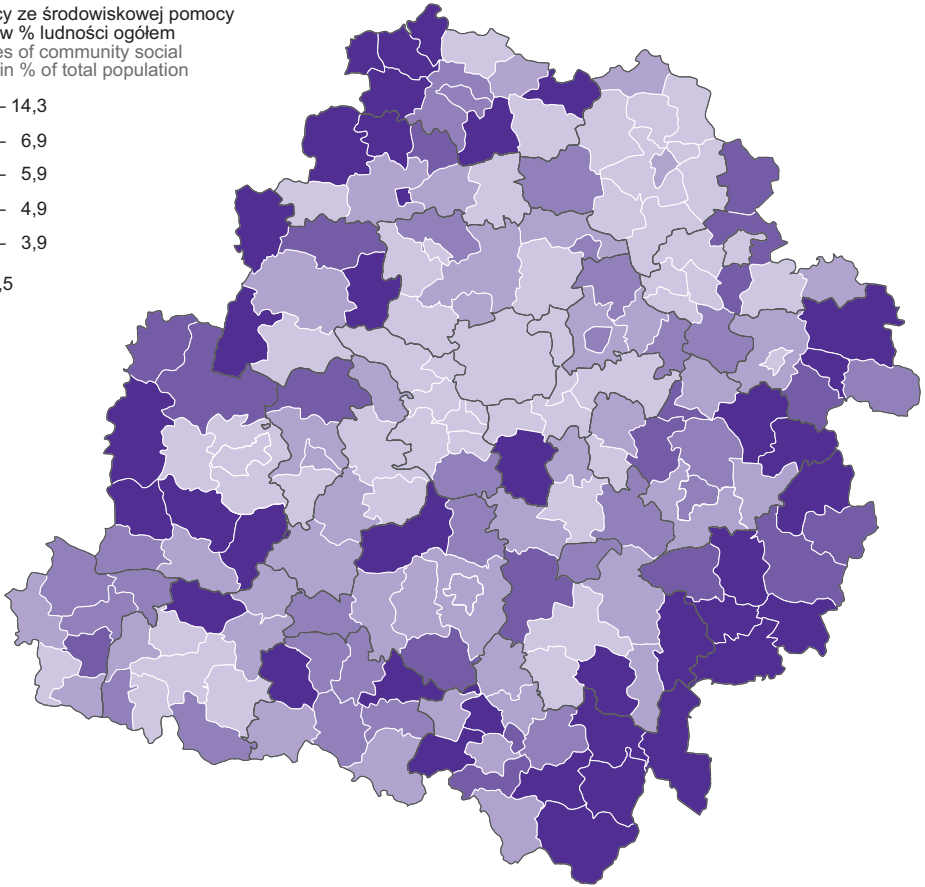 cy ze środowiskowej pomocy
w % ludności ogółem
es of community social
in % of total population
– 14,3
– 6,9
– 5,9
– 4,9
– 3,9
,5